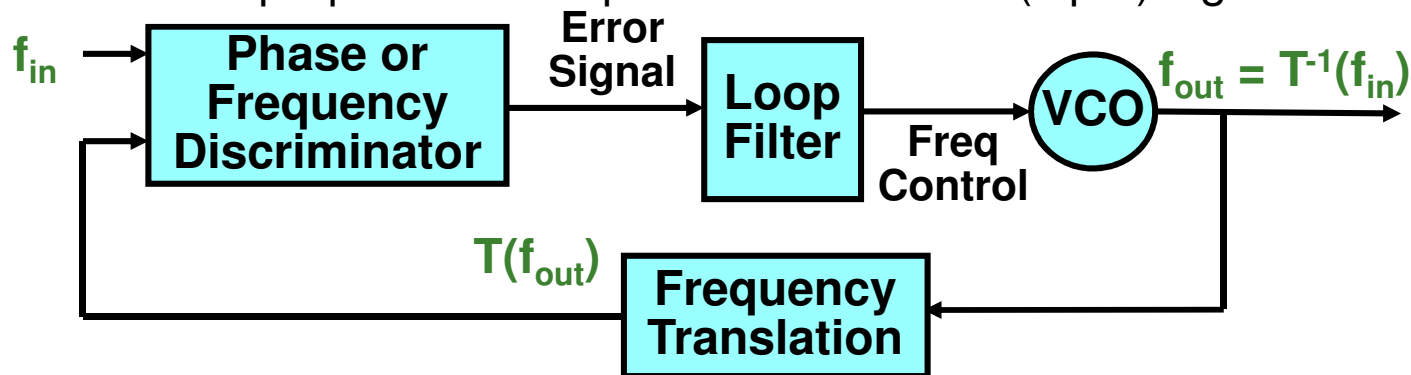 f_in
Phase or
Frequency
Discriminator
Error
Signal
Loop
Filter
Freq
Control
VCO
f_out = T^-1(f_in)
T(f_out)
Frequency
Translation